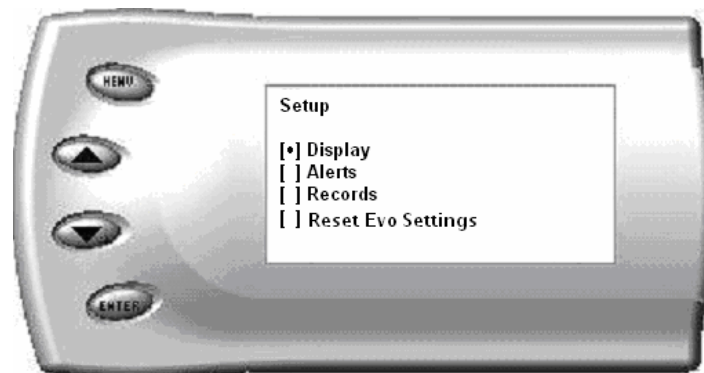 MENU
Setup
[•] Display
[ ] Alerts
[ ] Records
[ ] Reset Evo Settings
ENTER